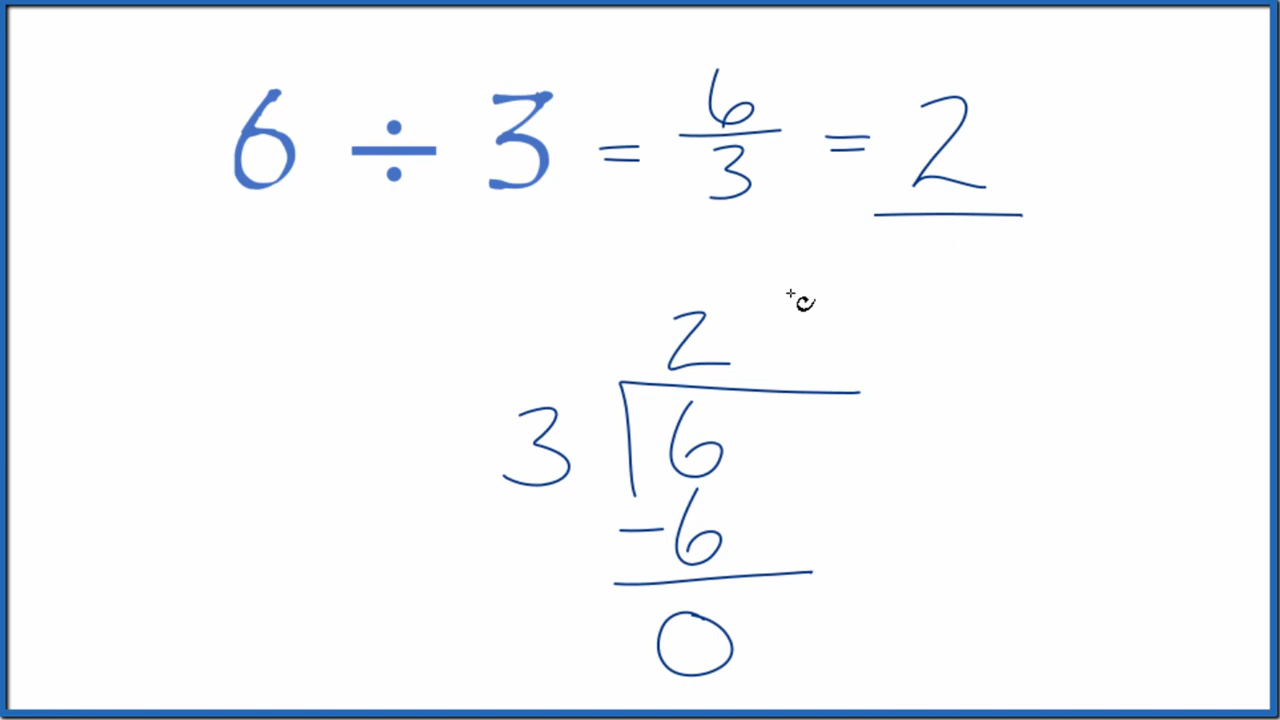 6 ÷ 3 = 6/3 = 2
2
3 6
-6
0